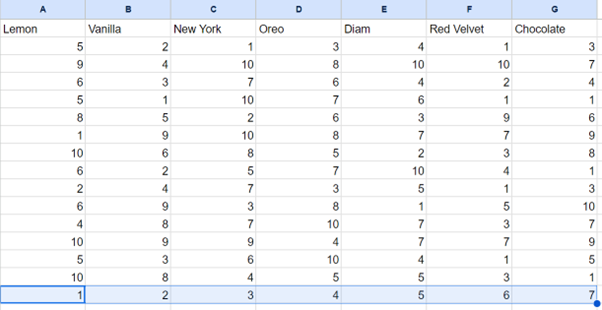 A B C D E F G
Lemon Vanilla New York Oreo Diam Red Velvet Chocolate
5 2 1 3 4 1 3
9 4 10 8 10 10 7
6 3 7 6 4 2 4
5 1 10 7 6 1 1
8 5 2 6 3 9 6
1 9 10 8 7 7 9
10 6 8 5 2 3 8
6 2 5 7 10 4 1
2 4 7 3 5 1 3
6 9 3 8 1 5 10
4 8 7 10 7 3 7
10 9 9 4 7 7 9
5 3 6 10 4 1 5
10 8 4 5 5 3 1
1 2 3 4 5 6 7